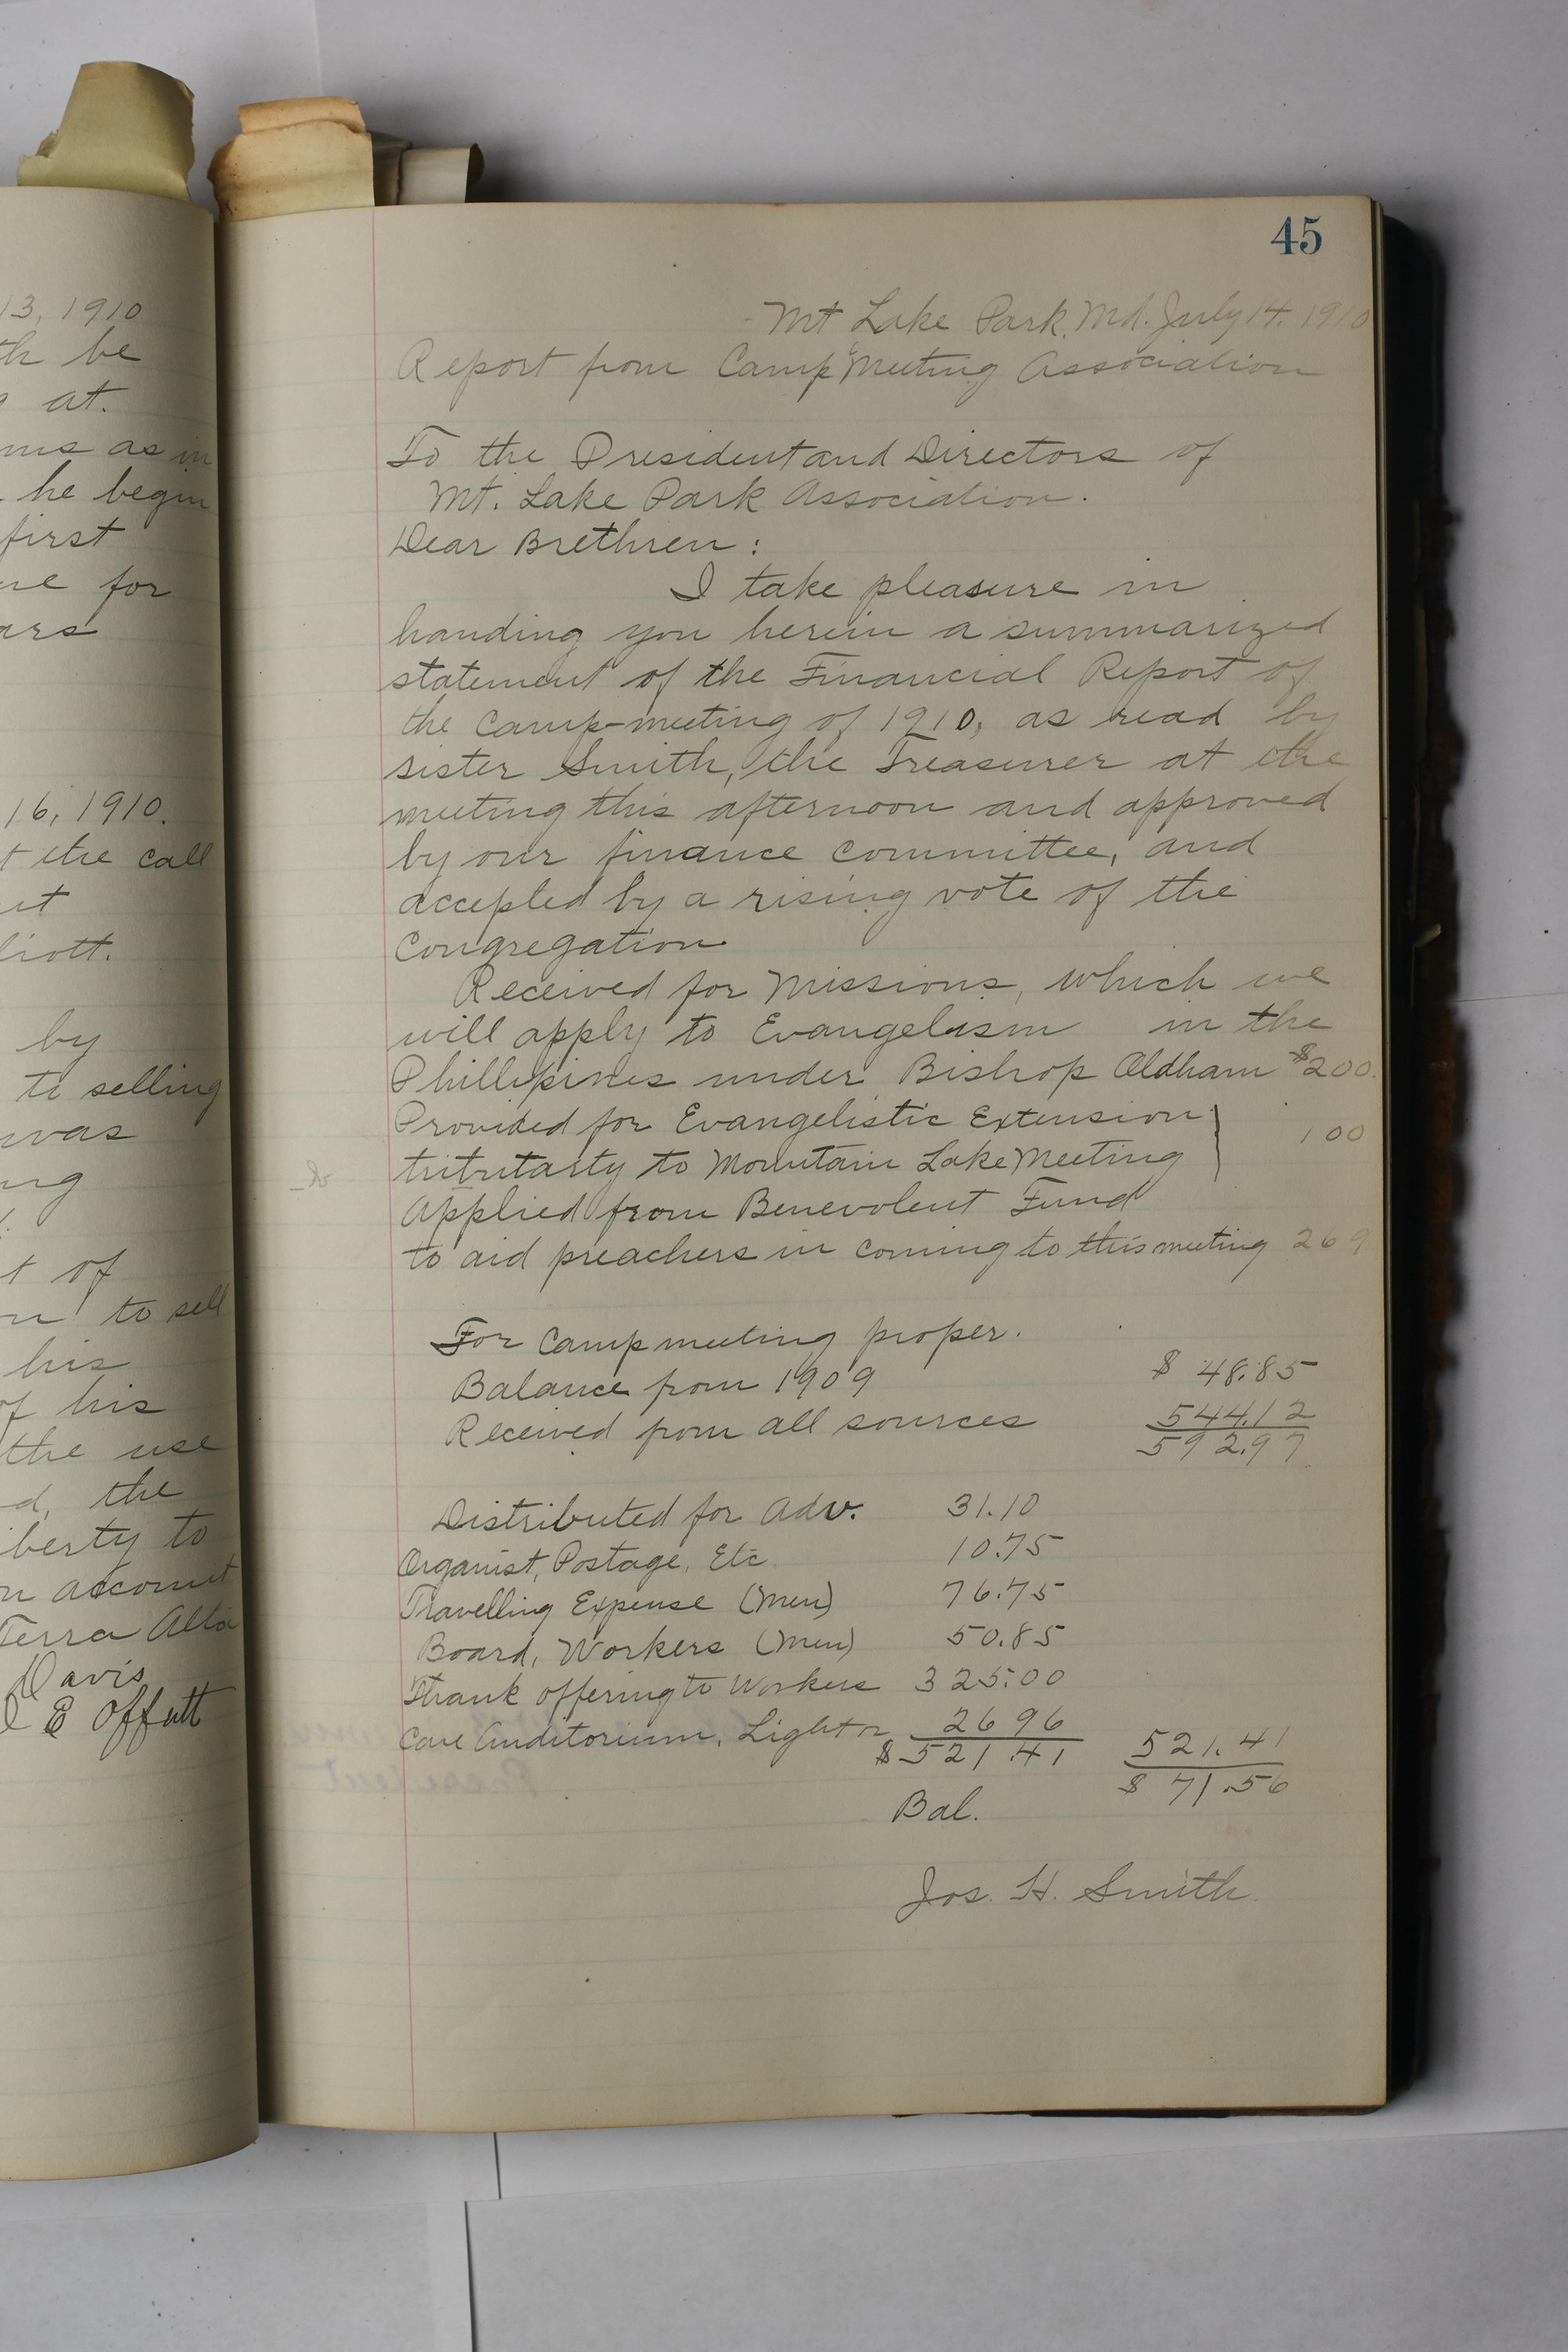 13, 1910
th be
at.
ms as in
he begin
first
for
ars
16, 1910.
t the call
liott.
by
to selling
was
ng
t of
to sell
his
of his
the use
d, the
iberty to
n account
Terra Alta
Davis
E Offutt
45
Mt Lake Park, Md. July 14. 1910
Report from Camp Meeting Association
To the President and Directors of
Mt. Lake Park Association.
Dear Brethren:
I take pleasure in
handing you herein a summarized
statement of the Financial Report of
the Camp-meeting of 1910, as read by
sister Smith, the Treasurer at the
meeting this afternoon and approved
by our finance committee, and
accepted by a rising vote of the
Congregation
Received for Missions, which we
will apply to Evangelism in the
Phillipines under Bishop Oldham $200.
Provided for Evangelistic Extension
100
tributarty to Mountain Lake Meeting
Applied from Benevolent Fund
to aid preachers in coming to this meeting 269
For Camp meeting proper.
Balance from 1909 $ 48.85
Received from all sources 544.12
592.97
Distributed for Adv. 31.10
Organist, Postage, Etc. 10.75
Travelling Expense (Men) 76.75
Board, Workers (Men) 50.85
Thank offering to Workers 325.00
Care Auditorium, Light 26 96
$521.41 521.41
$ 71.56
Bal.
Jos. H. Smith.